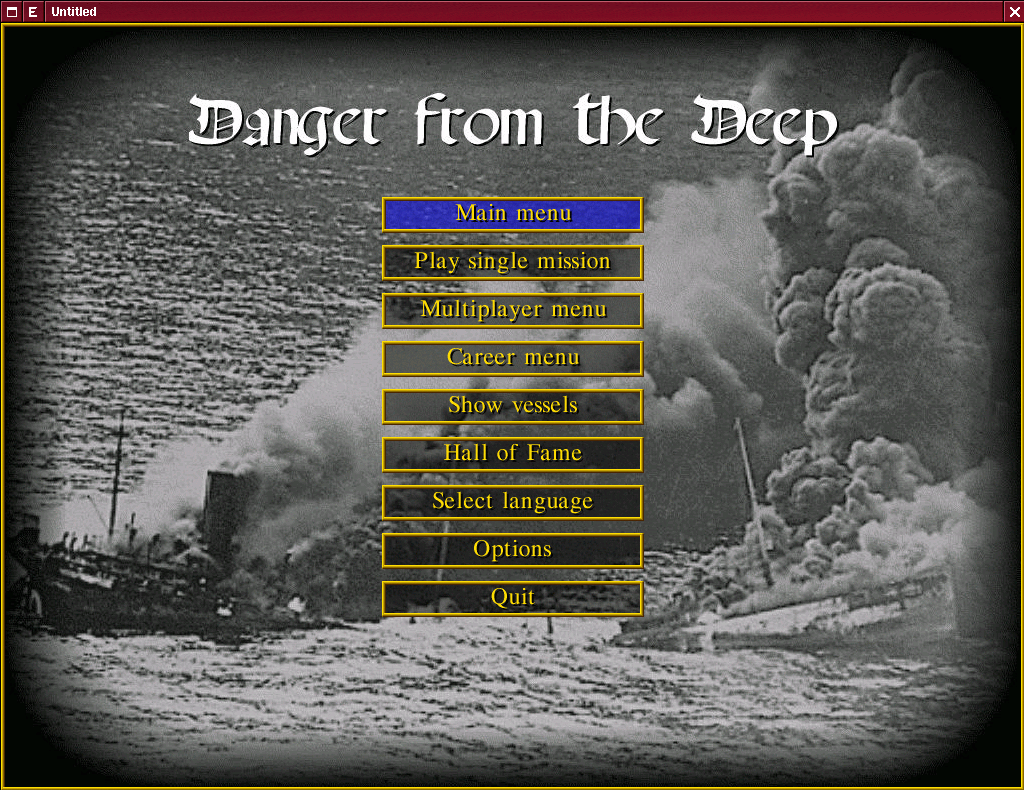 E Untitled
Danger from the Deep
Main menu
Play single mission
Multiplayer menu
Career menu
Show vessels
Hall of Fame
Select language
Options
Quit